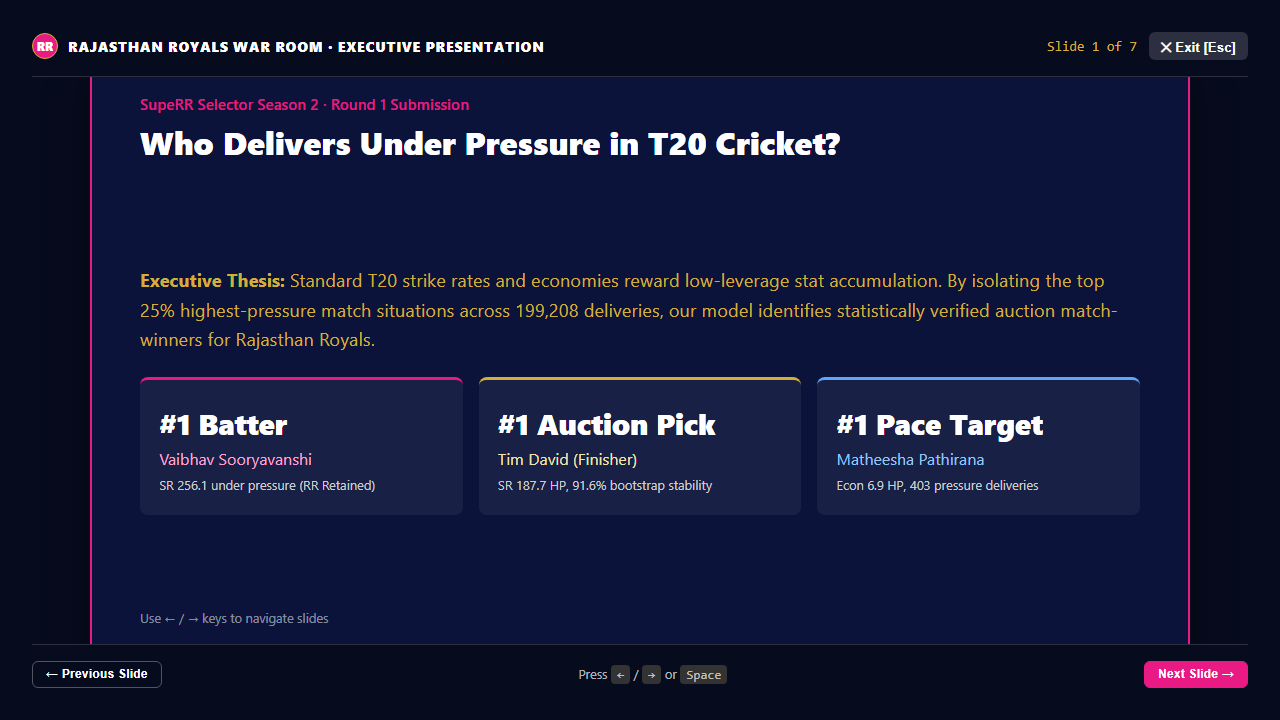 RR RAJASTHAN ROYALS WAR ROOM · EXECUTIVE PRESENTATION
Slide 1 of 7
✕ Exit [Esc]
SupeRR Selector Season 2 · Round 1 Submission
Who Delivers Under Pressure in T20 Cricket?
Executive Thesis: Standard T20 strike rates and economies reward low-leverage stat accumulation. By isolating the top
25% highest-pressure match situations across 199,208 deliveries, our model identifies statistically verified auction match-
winners for Rajasthan Royals.
#1 Batter
Vaibhav Sooryavanshi
SR 256.1 under pressure (RR Retained)
#1 Auction Pick
Tim David (Finisher)
SR 187.7 HP, 91.6% bootstrap stability
#1 Pace Target
Matheesha Pathirana
Econ 6.9 HP, 403 pressure deliveries
Use ← / → keys to navigate slides
← Previous Slide
Press ← / → or Space
Next Slide →